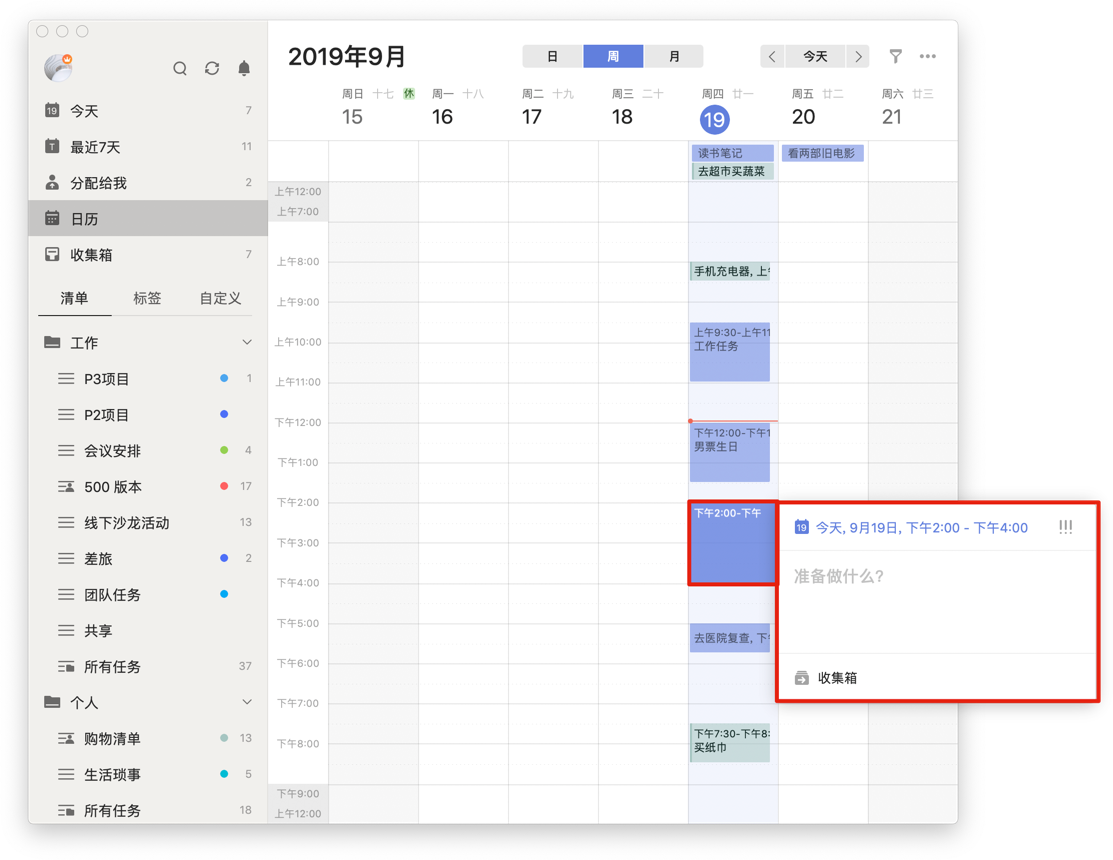 今天 7
最近7天 11
分配给我 2
日历
收集箱 7
清单 标签 自定义
工作
P3项目 1
P2项目
会议安排 4
500 版本 17
线下沙龙活动 13
差旅 2
团队任务
共享
所有任务 37
个人
购物清单 13
生活琐事 5
所有任务 18
2019年9月
日 周 月
今天
周日 十七 休 周一 十八 周二 十九 周三 二十 周四 廿一 周五 廿二 周六 廿三
15 16 17 18 19 20 21
读书笔记 看两部旧电影
去超市买蔬菜
上午12:00
上午7:00
上午8:00
手机充电器, 上午
上午9:00
上午9:30-上午11
工作任务
上午10:00
上午11:00
下午12:00
下午12:00-下午1
男票生日
下午1:00
下午2:00
下午2:00-下午
下午3:00
下午4:00
下午5:00
去医院复查, 下午
下午6:00
下午7:00
下午7:30-下午8:
买纸巾
下午8:00
下午9:00
上午12:00
19 今天, 9月19日, 下午2:00 - 下午4:00
准备做什么?
收集箱